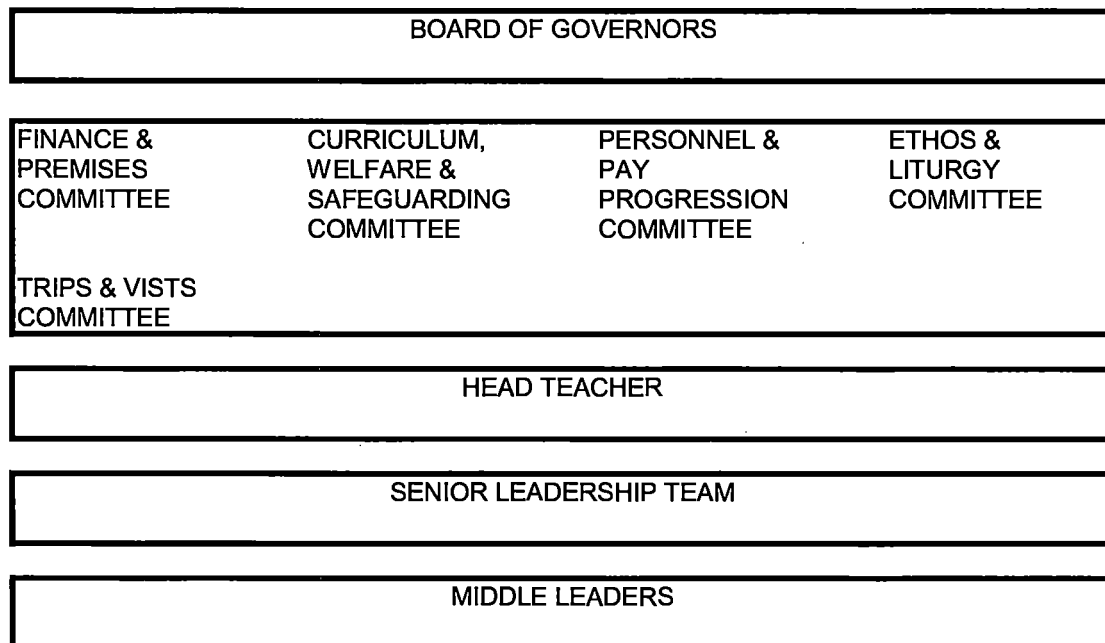 BOARD OF GOVERNORS
FINANCE &
PREMISES
COMMITTEE
CURRICULUM,
WELFARE &
SAFEGUARDING
COMMITTEE
PERSONNEL &
PAY
PROGRESSION
COMMITTEE
ETHOS &
LITURGY
COMMITTEE
TRIPS & VISTS
COMMITTEE
HEAD TEACHER
SENIOR LEADERSHIP TEAM
MIDDLE LEADERS